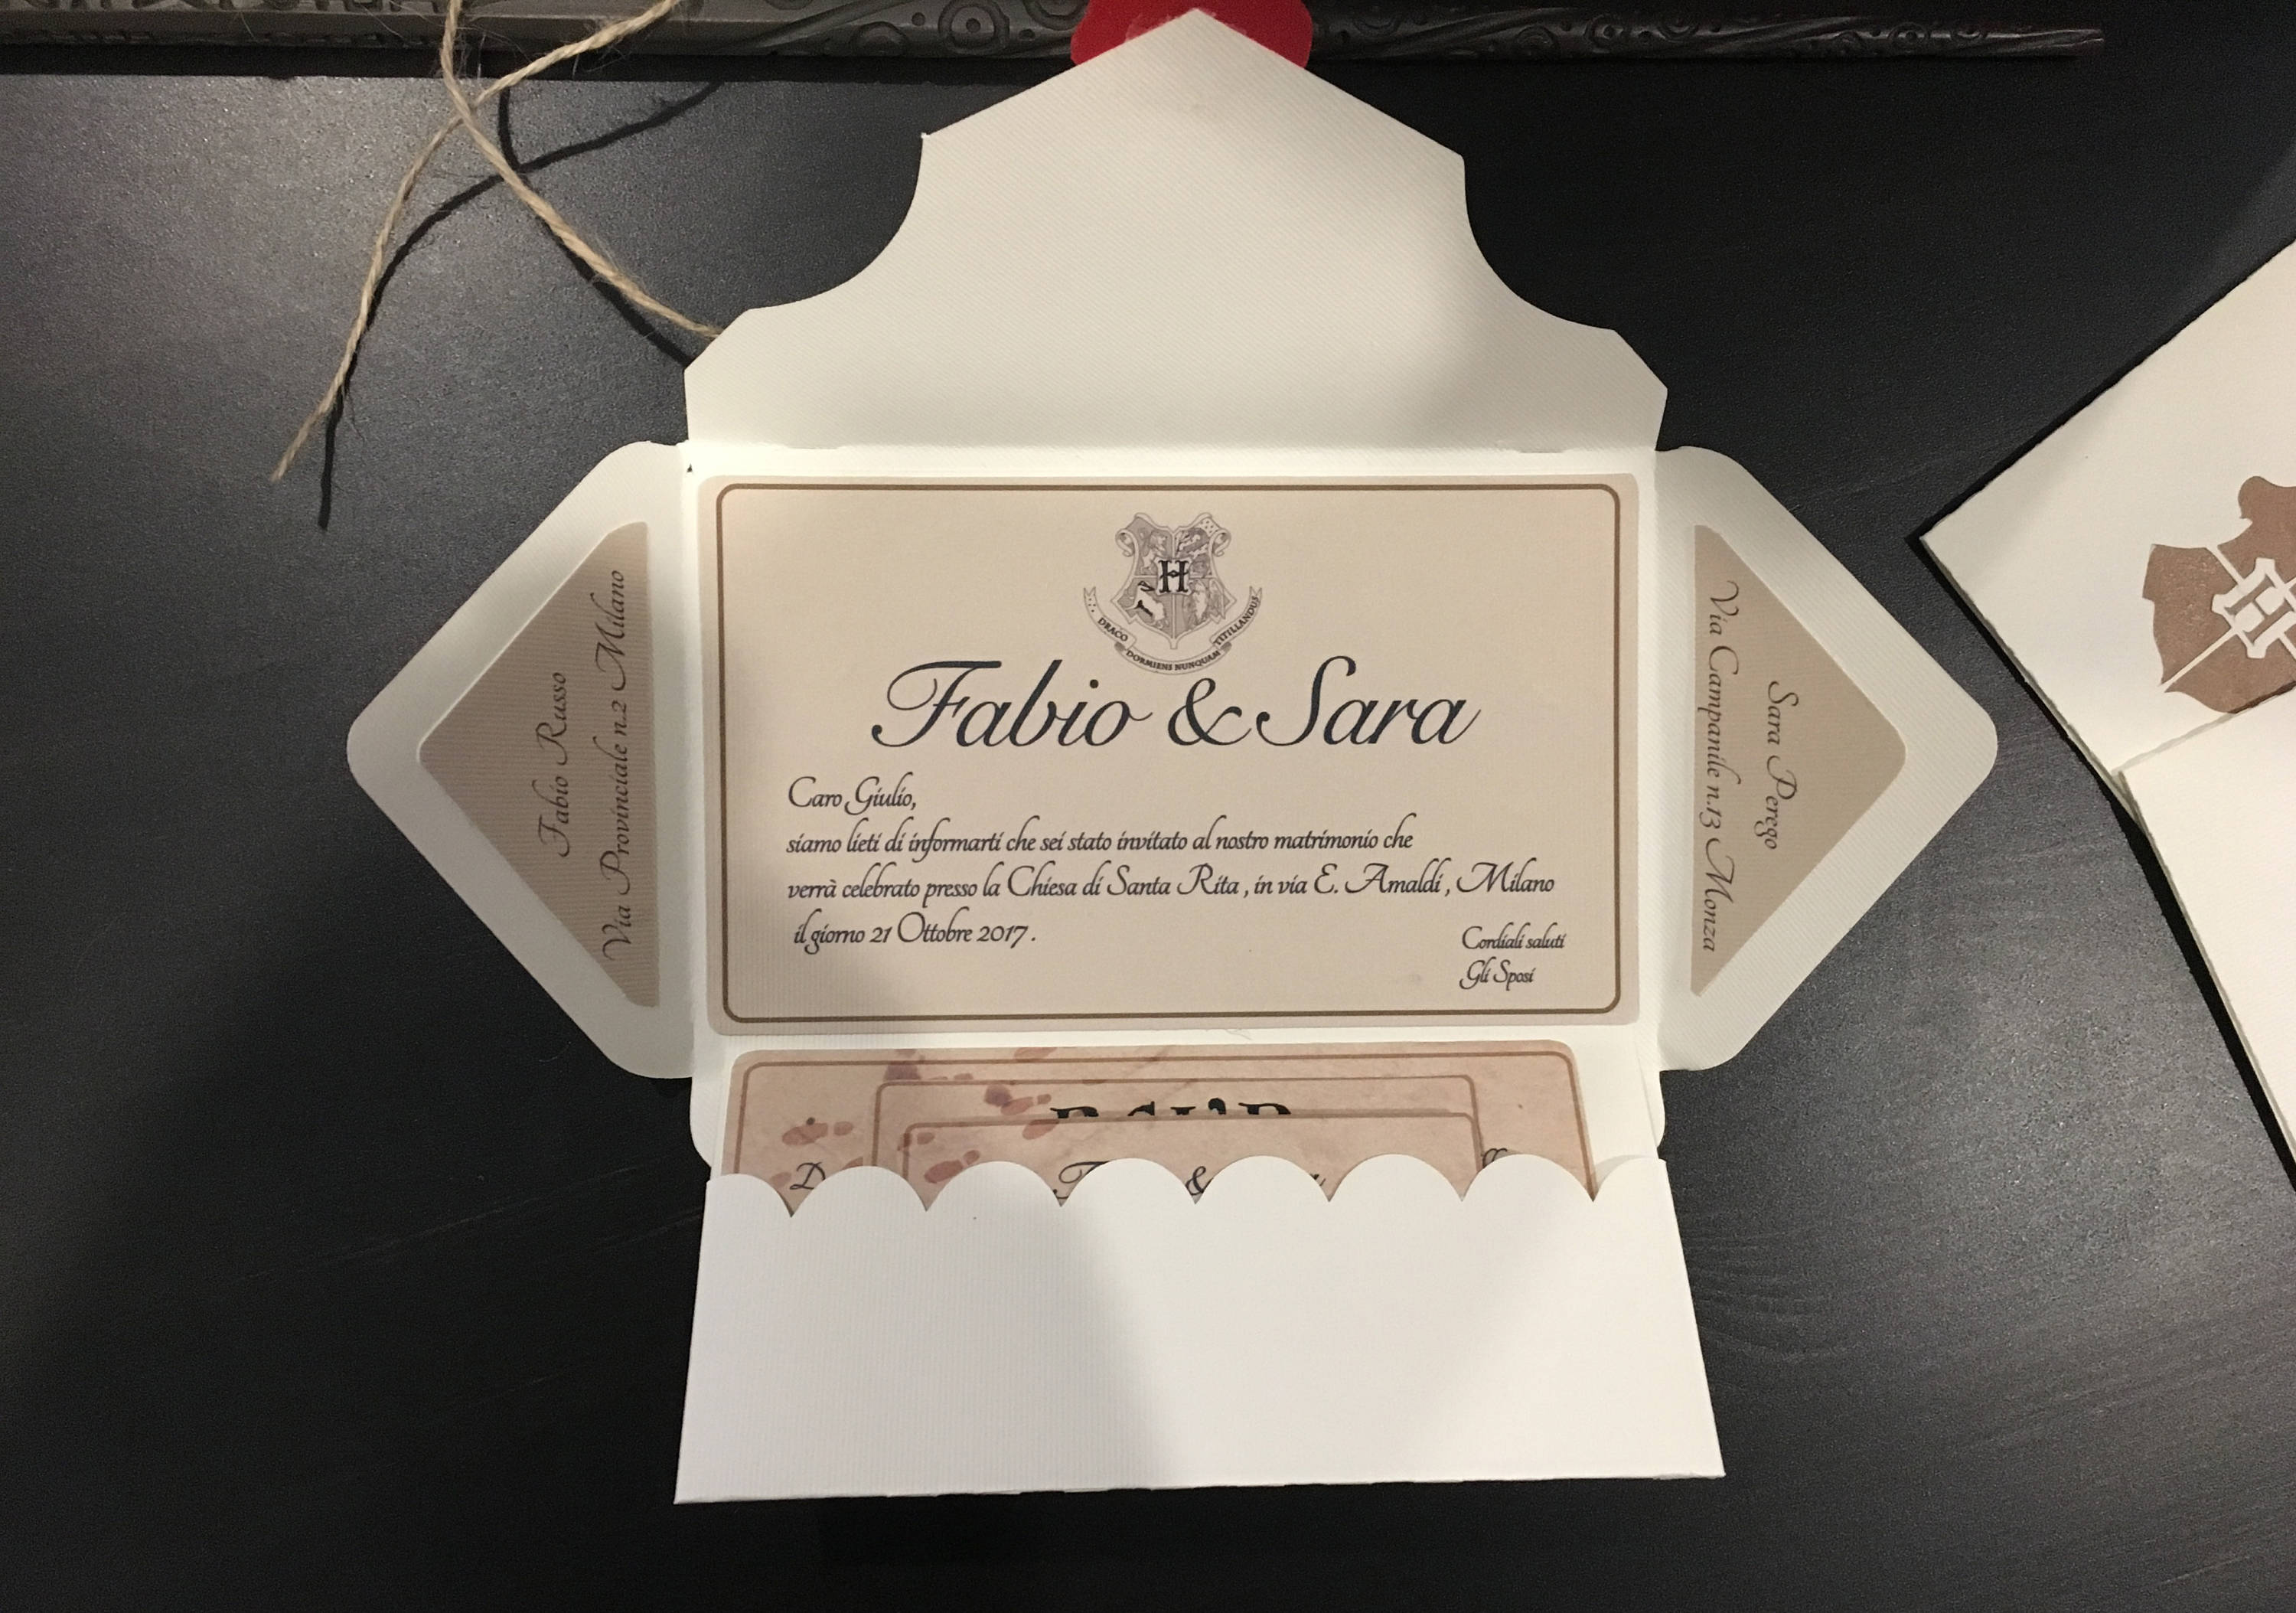 H
DRACO DORMIENS NUNQUAM TITILLANDUS
Fabio & Sara
Caro Giulio,
siamo lieti di informarti che sei stato invitato al nostro matrimonio che
verrà celebrato presso la Chiesa di Santa Rita , in via E. Amaldi , Milano
il giorno 21 Ottobre 2017 .
Cordiali saluti
Gli Sposi
Fabio Russo
Via Provinciale n.2 Milano
Sara Perego
Via Campanile n.13 Monza
&
H